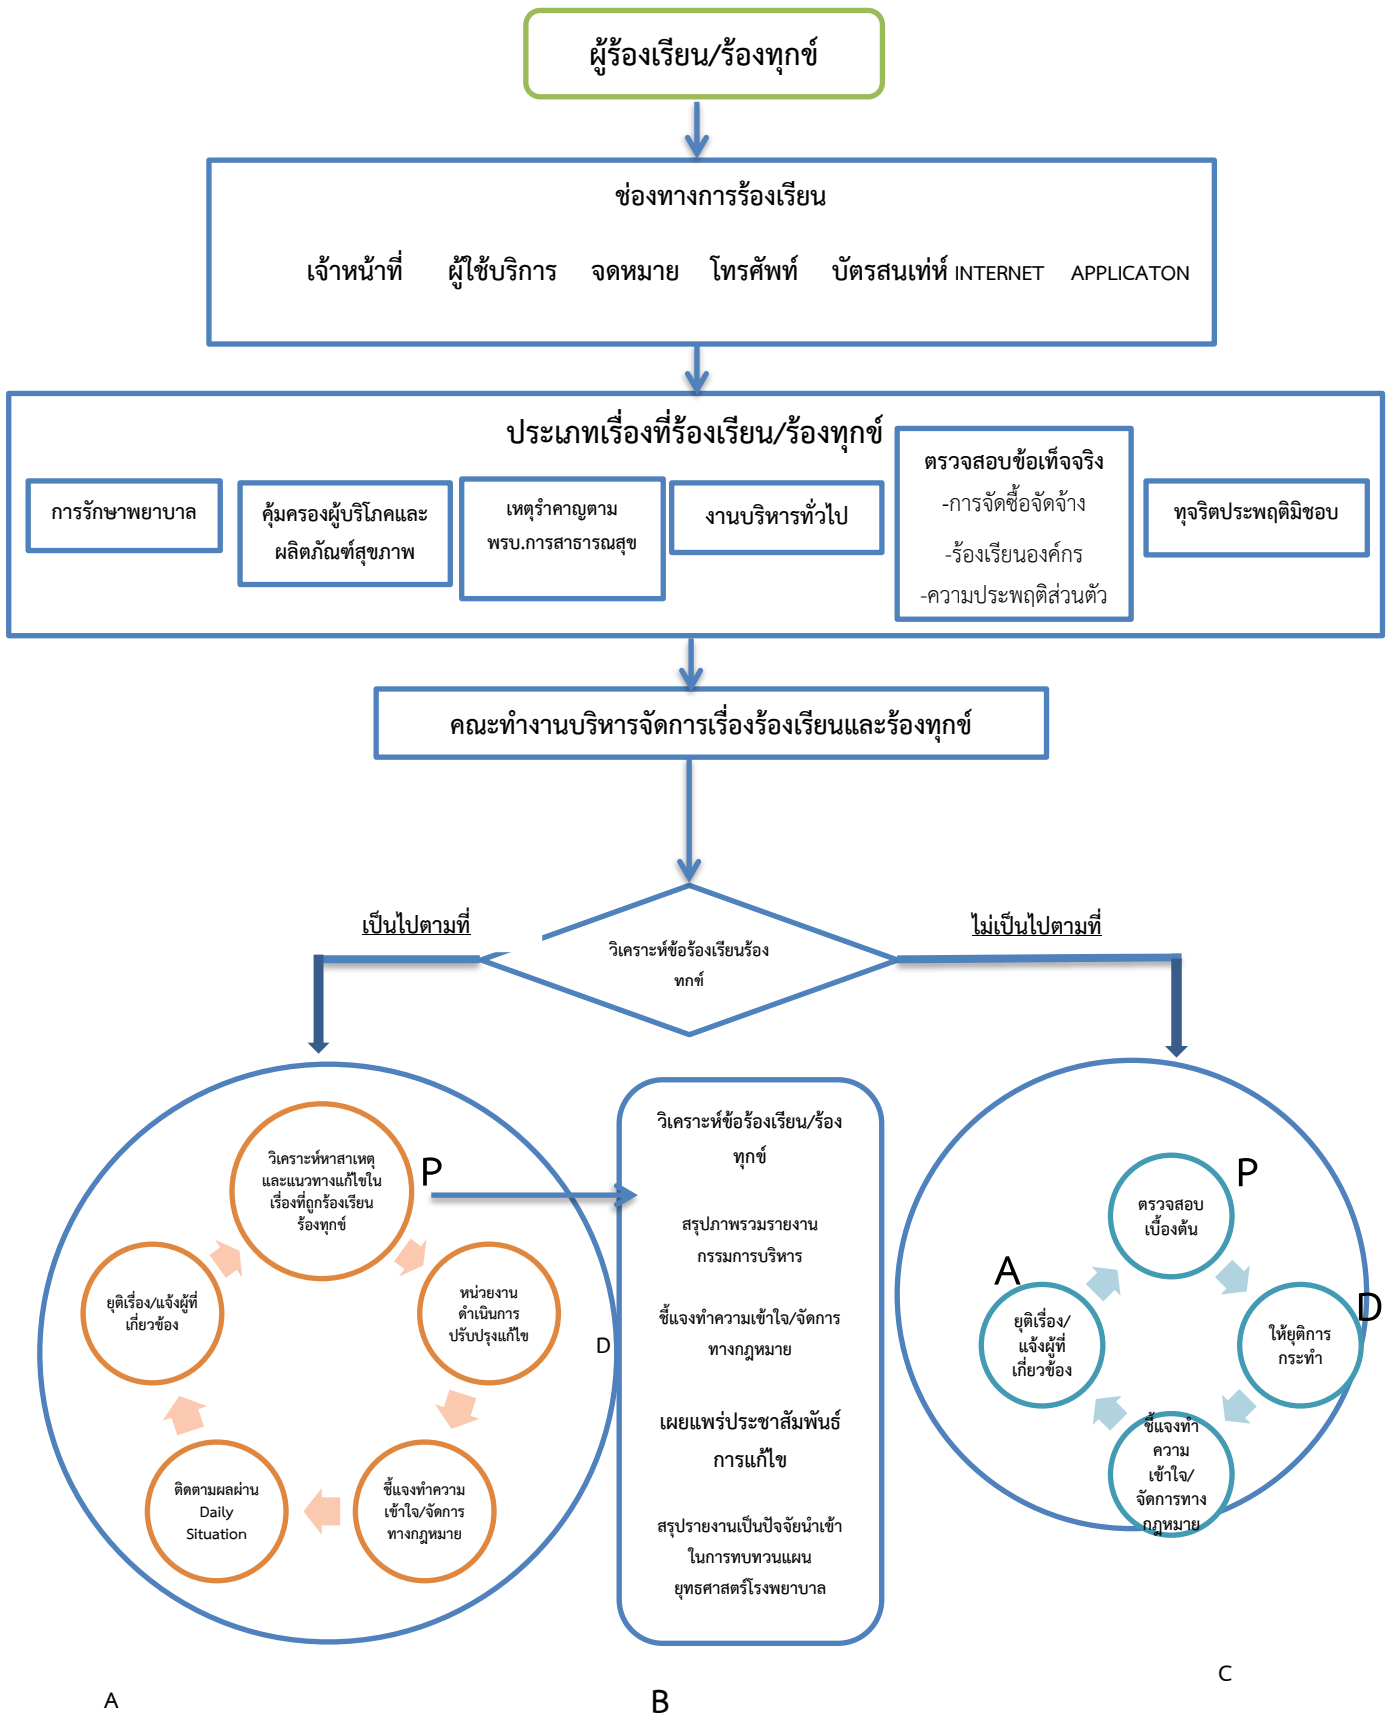 ผู้ร้องเรียน/ร้องทุกข์
ช่องทางการร้องเรียน
เจ้าหน้าที่ ผู้ใช้บริการ จดหมาย โทรศัพท์ บัตรสนเท่ห์ INTERNET APPLICATON
ประเภทเรื่องที่ร้องเรียน/ร้องทุกข์
การรักษาพยาบาล
คุ้มครองผู้บริโภคและ
ผลิตภัณฑ์สุขภาพ
เหตุรำคาญตาม
พรบ.การสาธารณสุข
งานบริหารทั่วไป
ตรวจสอบข้อเท็จจริง
-การจัดซื้อจัดจ้าง
-ร้องเรียนองค์กร
-ความประพฤติส่วนตัว
ทุจริตประพฤติมิชอบ
คณะทำงานบริหารจัดการเรื่องร้องเรียนและร้องทุกข์
เป็นไปตามที่
วิเคราะห์ข้อร้องเรียนร้อง
ทุกข์
ไม่เป็นไปตามที่
วิเคราะห์หาสาเหตุ
และแนวทางแก้ไขใน
เรื่องที่ถูกร้องเรียน
ร้องทุกข์
P
หน่วยงาน
ดำเนินการ
ปรับปรุงแก้ไข
D
ชี้แจงทำความ
เข้าใจ/จัดการ
ทางกฎหมาย
ติดตามผลผ่าน
Daily
Situation
ยุติเรื่อง/แจ้งผู้ที่
เกี่ยวข้อง
วิเคราะห์ข้อร้องเรียน/ร้อง
ทุกข์
สรุปภาพรวมรายงาน
กรรมการบริหาร
ชี้แจงทำความเข้าใจ/จัดการ
ทางกฎหมาย
เผยแพร่ประชาสัมพันธ์
การแก้ไข
สรุปรายงานเป็นปัจจัยนำเข้า
ในการทบทวนแผน
ยุทธศาสตร์โรงพยาบาล
ตรวจสอบ
เบื้องต้น
P
ให้ยุติการ
กระทำ
D
ชี้แจงทำ
ความ
เข้าใจ/
จัดการทาง
กฎหมาย
A
ยุติเรื่อง/
แจ้งผู้ที่
เกี่ยวข้อง
A
B
C